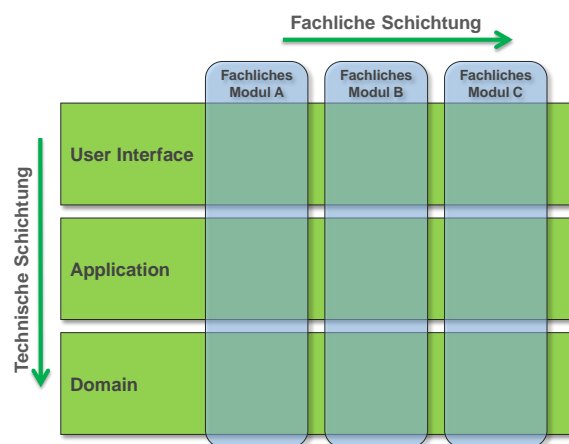 Fachliche Schichtung
Fachliches
Modul A
Fachliches
Modul B
Fachliches
Modul C
Technische Schichtung
User Interface
Application
Domain